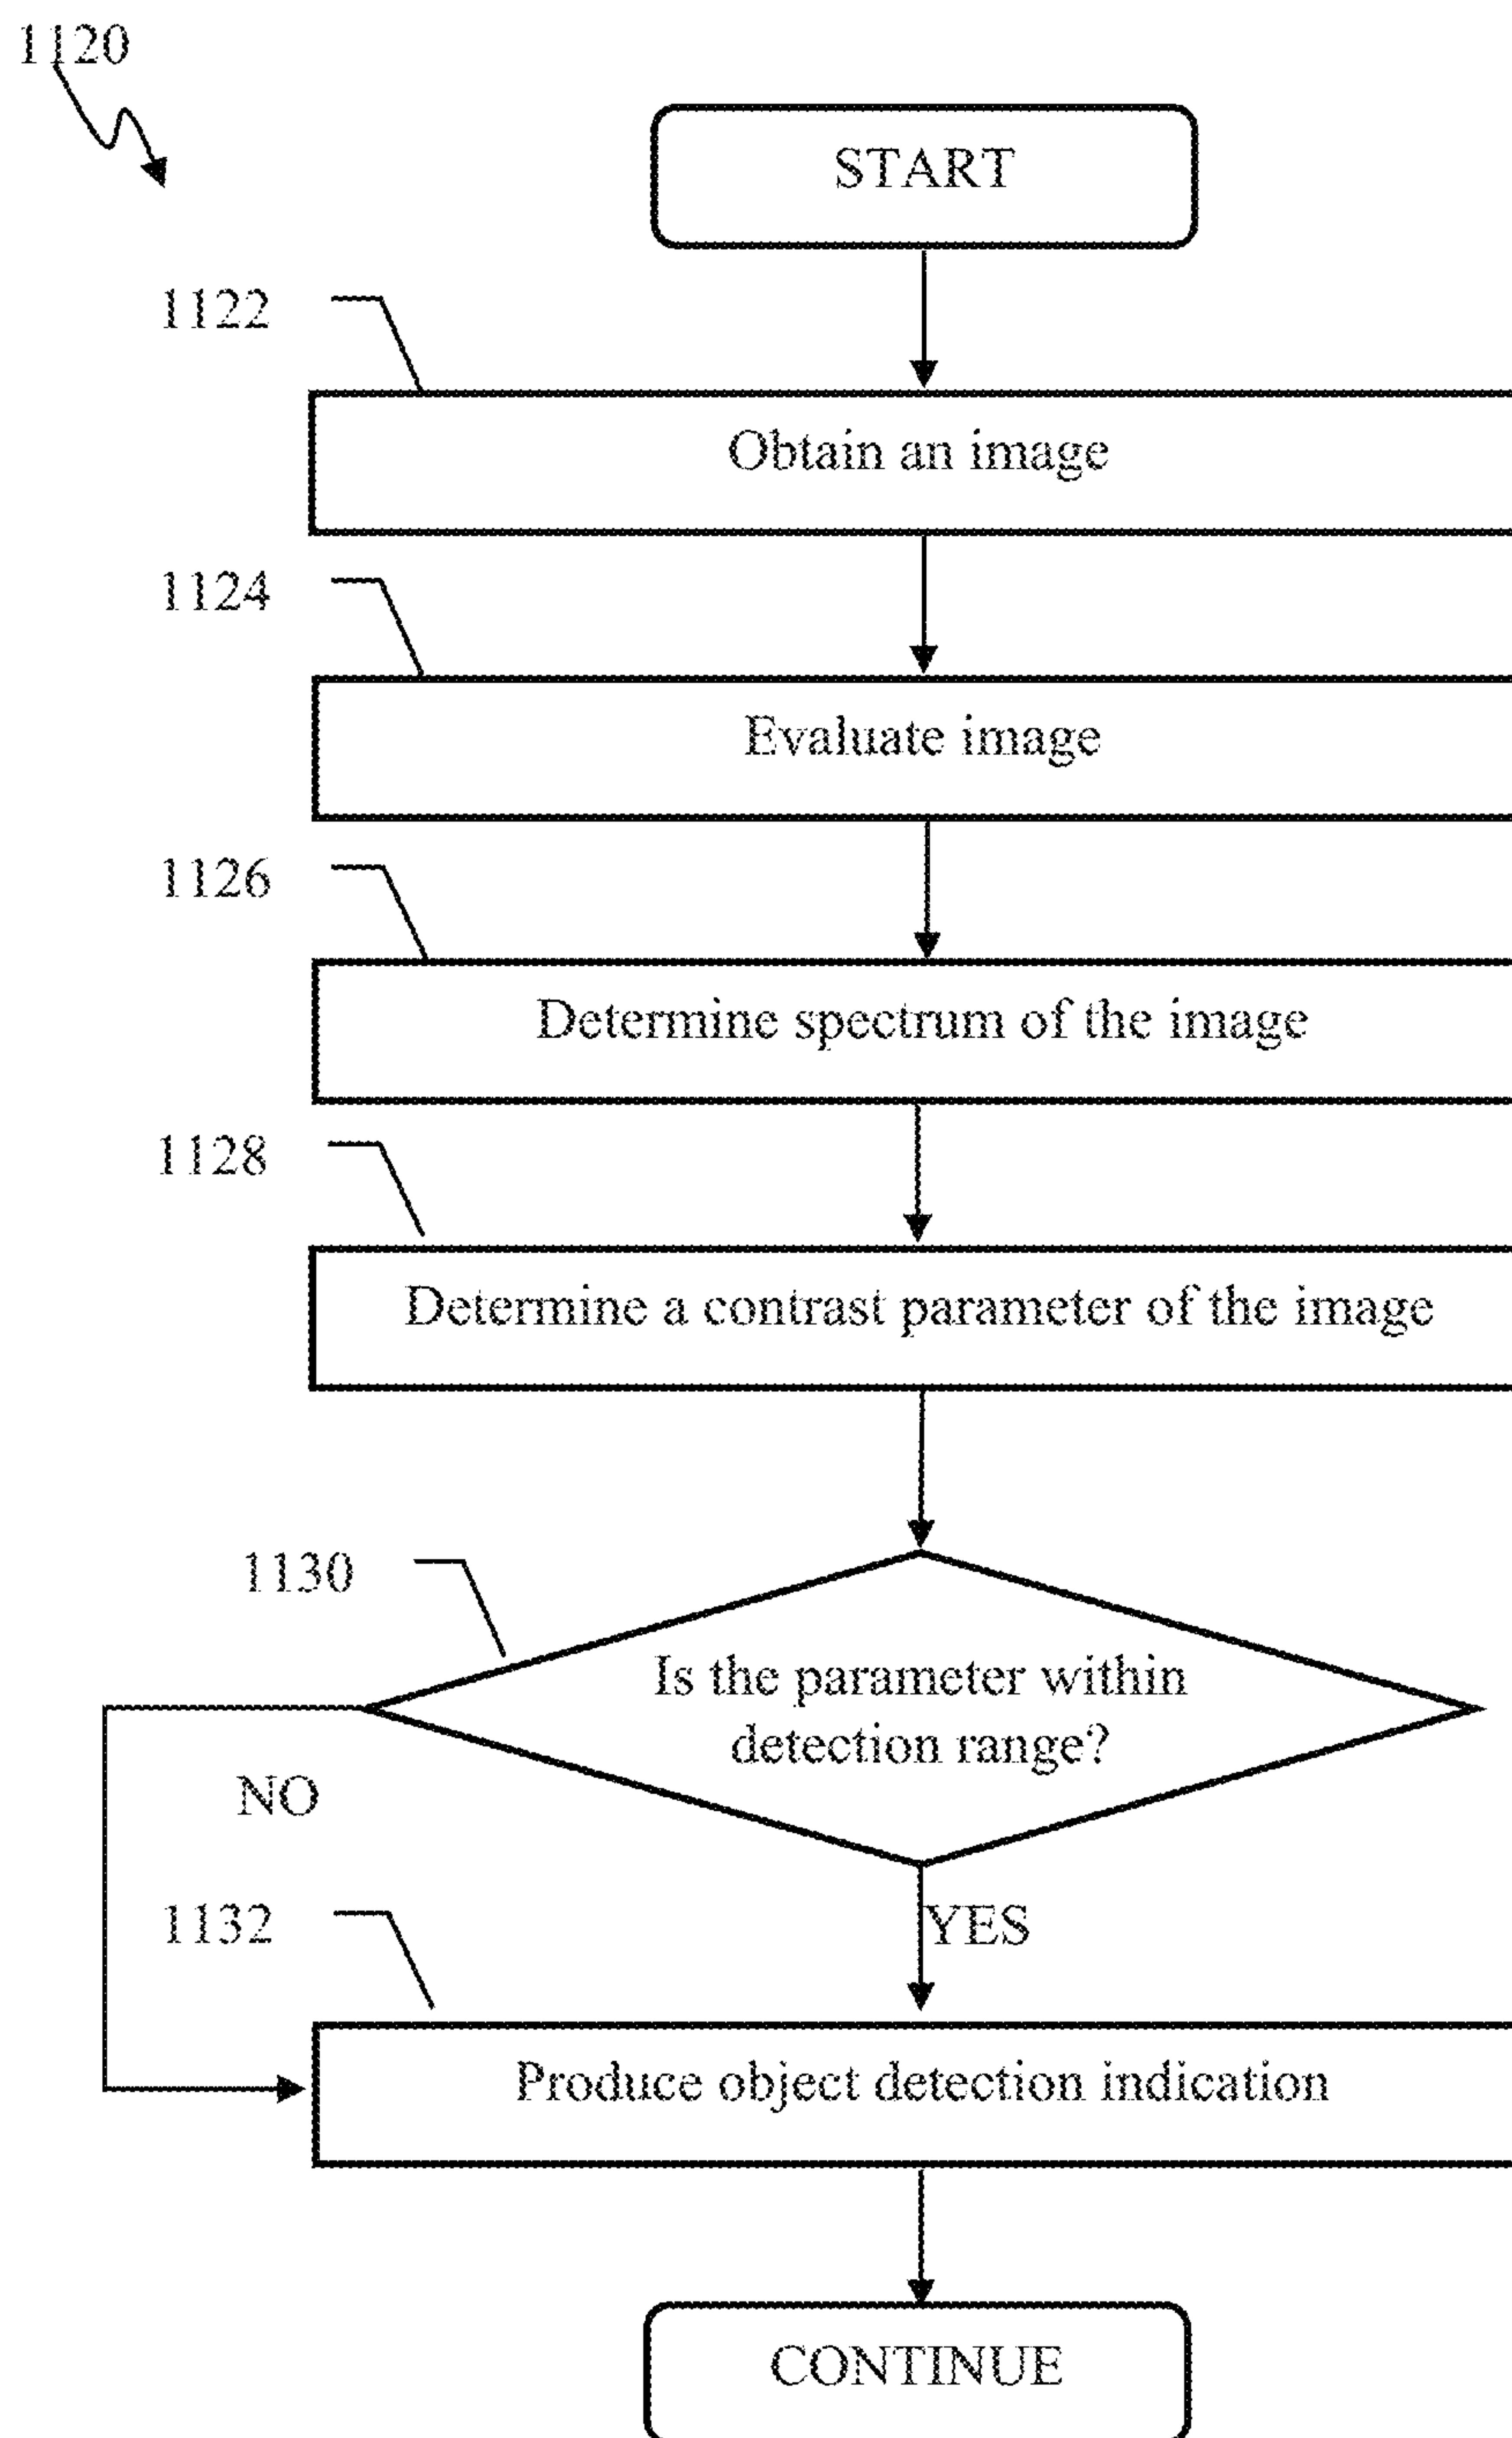 1120
START
1122
Obtain an image
1124
Evaluate image
1126
Determine spectrum of the image
1128
Determine a contrast parameter of the image
1130
Is the parameter within
detection range?
NO
YES
1132
Produce object detection indication
CONTINUE